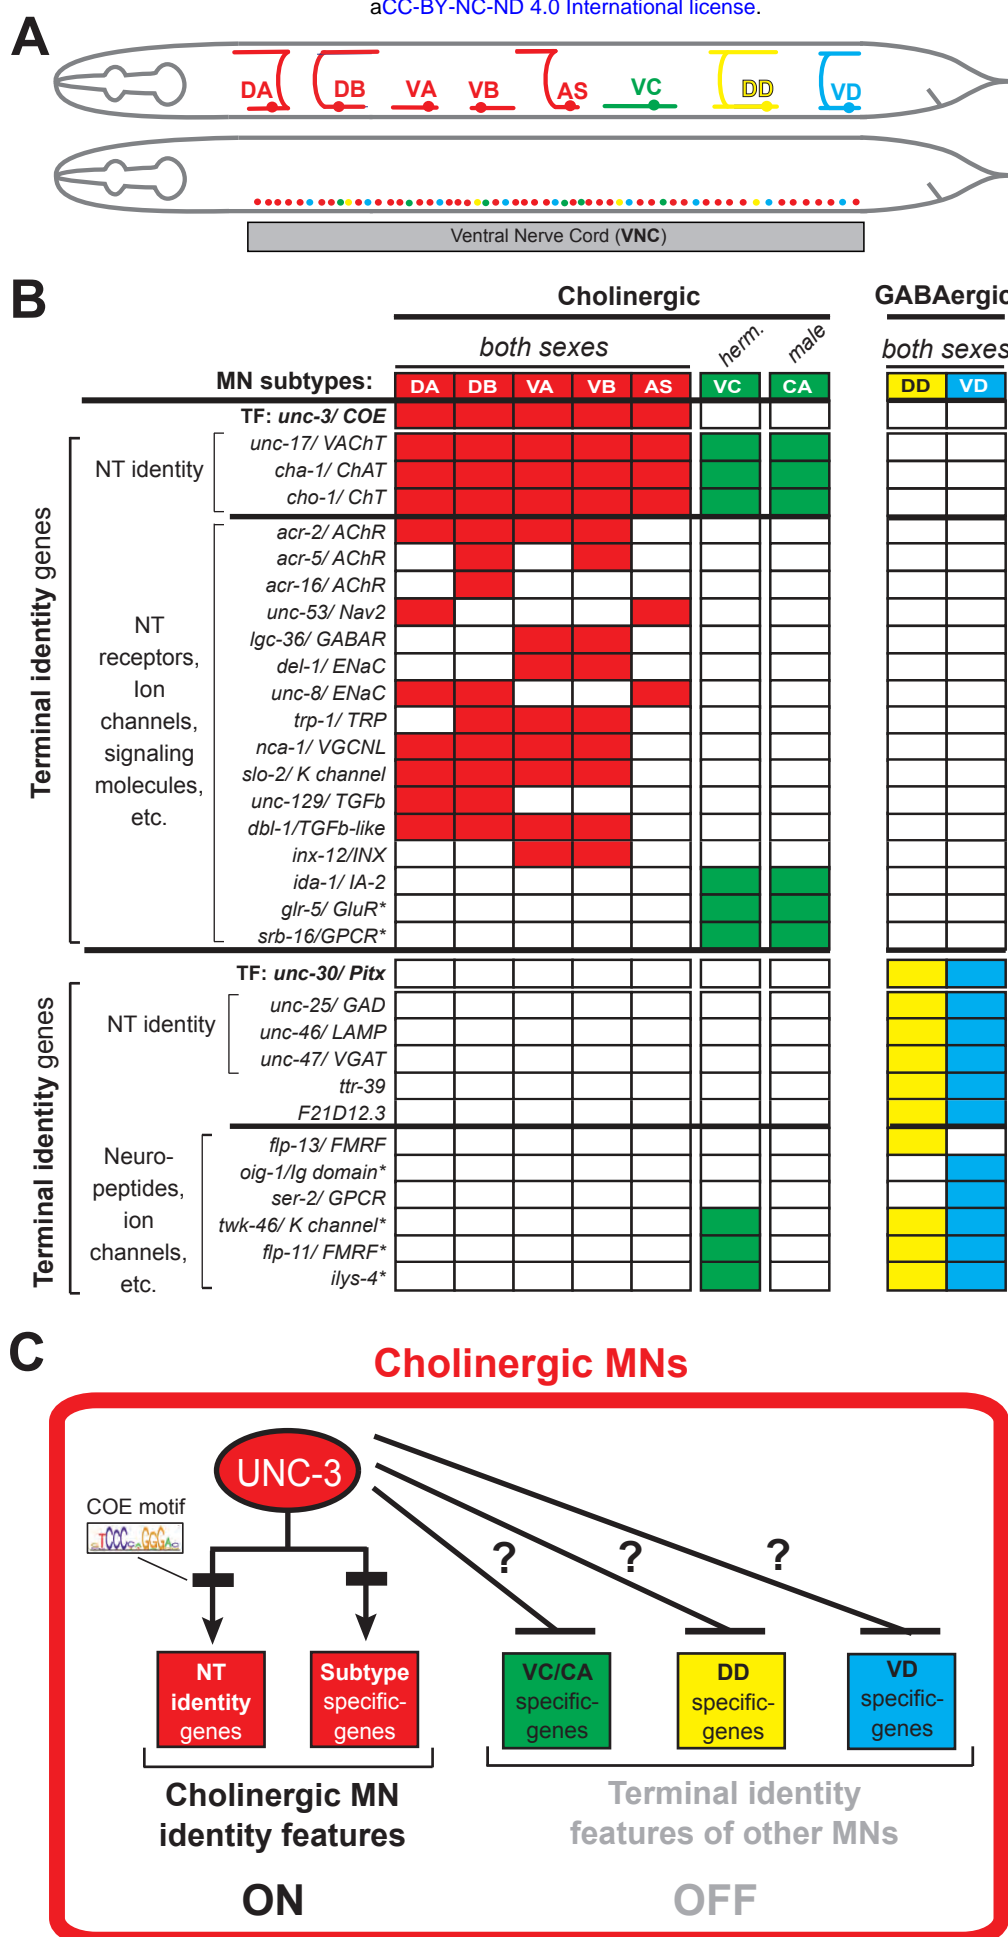 aCC-BY-NC-ND 4.0 International license.
A
DA DB VA VB AS VC DD VD
Ventral Nerve Cord (VNC)
B
Cholinergic GABAergic
both sexes herm. male both sexes
MN subtypes: DA DB VA VB AS VC CA DD VD
TF: unc-3/ COE
Terminal identity genes
NT identity
unc-17/ VAChT
cha-1/ ChAT
cho-1/ ChT
NT
receptors,
Ion
channels,
signaling
molecules,
etc.
acr-2/ AChR
acr-5/ AChR
acr-16/ AChR
unc-53/ Nav2
lgc-36/ GABAR
del-1/ ENaC
unc-8/ ENaC
trp-1/ TRP
nca-1/ VGCNL
slo-2/ K channel
unc-129/ TGFb
dbl-1/TGFb-like
inx-12/INX
ida-1/ IA-2
glr-5/ GluR*
srb-16/GPCR*
TF: unc-30/ Pitx
Terminal identity genes
NT identity
unc-25/ GAD
unc-46/ LAMP
unc-47/ VGAT
ttr-39
F21D12.3
Neuro-
peptides,
ion
channels,
etc.
flp-13/ FMRF
oig-1/Ig domain*
ser-2/ GPCR
twk-46/ K channel*
flp-11/ FMRF*
ilys-4*
C
Cholinergic MNs
UNC-3
COE motif
? ? ?
NT
identity
genes
Subtype
specific-
genes
VC/CA
specific-
genes
DD
specific-
genes
VD
specific-
genes
Cholinergic MN
identity features
Terminal identity
features of other MNs
ON OFF